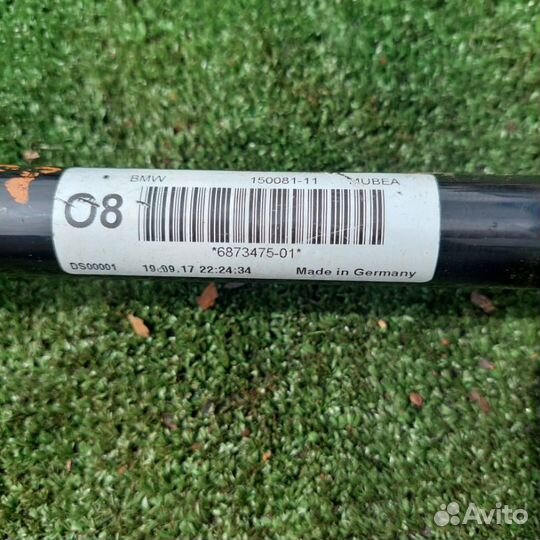 BMW 150081-11 MUBEA
O8
*6873475-01*
DS00001 19.09.17 22:24:34 Made in Germany
Avito